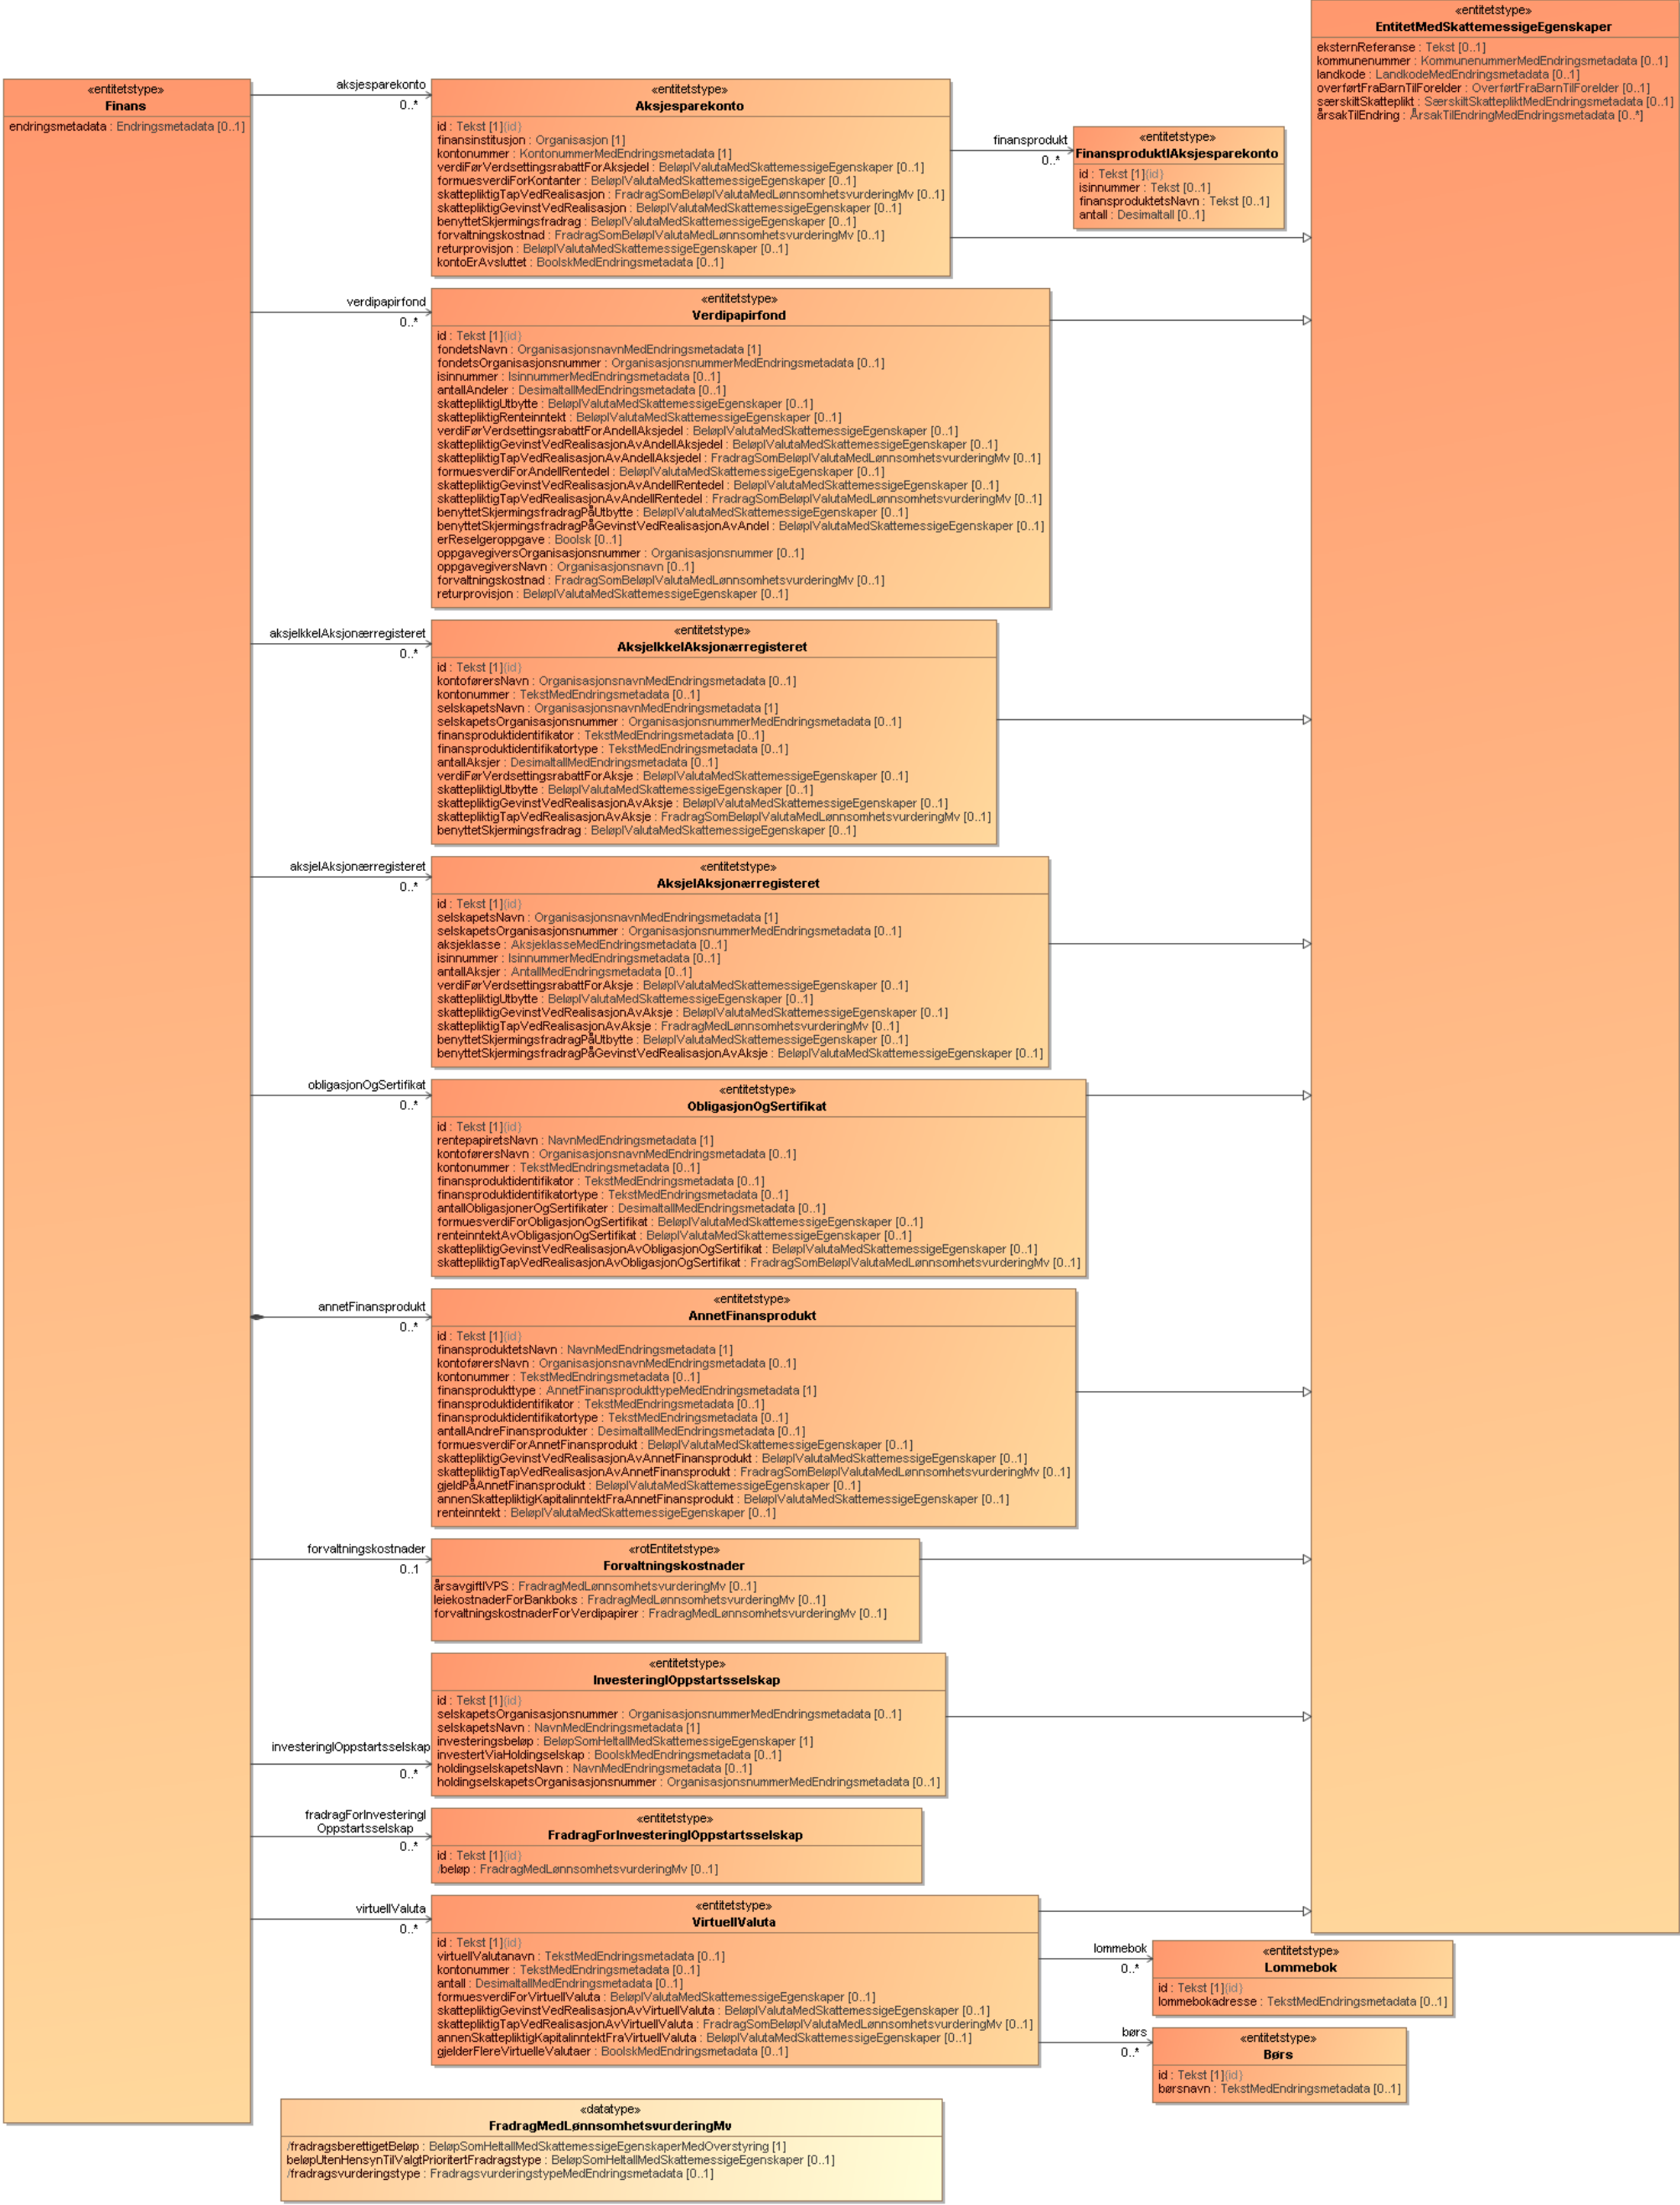 «entitetstype»
EntitetMedSkattemessigeEgenskaper
eksternReferanse : Tekst [0..1]
kommunenummer : KommunenummerMedEndringsmetadata [0..1]
landkode : LandkodeMedEndringsmetadata [0..1]
overførtFraBarnTilForelder : OverførtFraBarnTilForelder [0..1]
særskiltSkatteplikt : SærskiltSkattepliktMedEndringsmetadata [0..1]
årsakTilEndring : ÅrsakTilEndringMedEndringsmetadata [0..*]
«entitetstype»
Finans
endringsmetadata : Endringsmetadata [0..1]
aksjesparekonto
0..*
«entitetstype»
Aksjesparekonto
id : Tekst [1]{id}
finansinstitusjon : Organisasjon [1]
kontonummer : KontonummerMedEndringsmetadata [1]
verdiFørVerdsettingsrabattForAksjedel : BeløpIValutaMedSkattemessigeEgenskaper [0..1]
formuesverdiForKontanter : BeløpIValutaMedSkattemessigeEgenskaper [0..1]
skattepliktigTapVedRealisasjon : FradragSomBeløpIValutaMedLønnsomhetsvurderingMv [0..1]
skattepliktigGevinstVedRealisasjon : BeløpIValutaMedSkattemessigeEgenskaper [0..1]
benyttetSkjermingsfradrag : BeløpIValutaMedSkattemessigeEgenskaper [0..1]
forvaltningskostnad : FradragSomBeløpIValutaMedLønnsomhetsvurderingMv [0..1]
returprovisjon : BeløpIValutaMedSkattemessigeEgenskaper [0..1]
kontoErAvsluttet : BoolskMedEndringsmetadata [0..1]
finansprodukt
0..*
«entitetstype»
FinansproduktIAksjesparekonto
id : Tekst [1]{id}
isinnummer : Tekst [0..1]
finansproduktetsNavn : Tekst [0..1]
antall : Desimaltall [0..1]
verdipapirfond
0..*
«entitetstype»
Verdipapirfond
id : Tekst [1]{id}
fondetsNavn : OrganisasjonsnavnMedEndringsmetadata [1]
fondetsOrganisasjonsnummer : OrganisasjonsnummerMedEndringsmetadata [0..1]
isinnummer : IsinnummerMedEndringsmetadata [0..1]
antallAndeler : DesimaltallMedEndringsmetadata [0..1]
skattepliktigUtbytte : BeløpIValutaMedSkattemessigeEgenskaper [0..1]
skattepliktigRenteinntekt : BeløpIValutaMedSkattemessigeEgenskaper [0..1]
verdiFørVerdsettingsrabattForAndelIAksjedel : BeløpIValutaMedSkattemessigeEgenskaper [0..1]
skattepliktigGevinstVedRealisasjonAvAndelIAksjedel : BeløpIValutaMedSkattemessigeEgenskaper [0..1]
skattepliktigTapVedRealisasjonAvAndelIAksjedel : FradragSomBeløpIValutaMedLønnsomhetsvurderingMv [0..1]
formuesverdiForAndelIRentedel : BeløpIValutaMedSkattemessigeEgenskaper [0..1]
skattepliktigGevinstVedRealisasjonAvAndelIRentedel : BeløpIValutaMedSkattemessigeEgenskaper [0..1]
skattepliktigTapVedRealisasjonAvAndelIRentedel : FradragSomBeløpIValutaMedLønnsomhetsvurderingMv [0..1]
benyttetSkjermingsfradragPåUtbytte : BeløpIValutaMedSkattemessigeEgenskaper [0..1]
benyttetSkjermingsfradragPåGevinstVedRealisasjonAvAndel : BeløpIValutaMedSkattemessigeEgenskaper [0..1]
erReselgeroppgave : Boolsk [0..1]
oppgavegiversOrganisasjonsnummer : Organisasjonsnummer [0..1]
oppgavegiversNavn : Organisasjonsnavn [0..1]
forvaltningskostnad : FradragSomBeløpIValutaMedLønnsomhetsvurderingMv [0..1]
returprovisjon : BeløpIValutaMedSkattemessigeEgenskaper [0..1]
aksjeIkkeIAksjonærregisteret
0..*
«entitetstype»
AksjeIkkeIAksjonærregisteret
id : Tekst [1]{id}
kontoførersNavn : OrganisasjonsnavnMedEndringsmetadata [0..1]
kontonummer : TekstMedEndringsmetadata [0..1]
selskapetsNavn : OrganisasjonsnavnMedEndringsmetadata [1]
selskapetsOrganisasjonsnummer : OrganisasjonsnummerMedEndringsmetadata [0..1]
finansproduktidentifikator : TekstMedEndringsmetadata [0..1]
finansproduktidentifikatortype : TekstMedEndringsmetadata [0..1]
antallAksjer : DesimaltallMedEndringsmetadata [0..1]
verdiFørVerdsettingsrabattForAksje : BeløpIValutaMedSkattemessigeEgenskaper [0..1]
skattepliktigUtbytte : BeløpIValutaMedSkattemessigeEgenskaper [0..1]
skattepliktigGevinstVedRealisasjonAvAksje : BeløpIValutaMedSkattemessigeEgenskaper [0..1]
skattepliktigTapVedRealisasjonAvAksje : FradragSomBeløpIValutaMedLønnsomhetsvurderingMv [0..1]
benyttetSkjermingsfradrag : BeløpIValutaMedSkattemessigeEgenskaper [0..1]
aksjeIAksjonærregisteret
0..*
«entitetstype»
AksjeIAksjonærregisteret
id : Tekst [1]{id}
selskapetsNavn : OrganisasjonsnavnMedEndringsmetadata [1]
selskapetsOrganisasjonsnummer : OrganisasjonsnummerMedEndringsmetadata [0..1]
aksjeklasse : AksjeklasseMedEndringsmetadata [0..1]
isinnummer : IsinnummerMedEndringsmetadata [0..1]
antallAksjer : AntallMedEndringsmetadata [0..1]
verdiFørVerdsettingsrabattForAksje : BeløpIValutaMedSkattemessigeEgenskaper [0..1]
skattepliktigUtbytte : BeløpIValutaMedSkattemessigeEgenskaper [0..1]
skattepliktigGevinstVedRealisasjonAvAksje : BeløpIValutaMedSkattemessigeEgenskaper [0..1]
skattepliktigTapVedRealisasjonAvAksje : FradragMedLønnsomhetsvurderingMv [0..1]
benyttetSkjermingsfradragPåUtbytte : BeløpIValutaMedSkattemessigeEgenskaper [0..1]
benyttetSkjermingsfradragPåGevinstVedRealisasjonAvAksje : BeløpIValutaMedSkattemessigeEgenskaper [0..1]
obligasjonOgSertifikat
0..*
«entitetstype»
ObligasjonOgSertifikat
id : Tekst [1]{id}
rentepapiretsNavn : NavnMedEndringsmetadata [1]
kontoførersNavn : OrganisasjonsnavnMedEndringsmetadata [0..1]
kontonummer : TekstMedEndringsmetadata [0..1]
finansproduktidentifikator : TekstMedEndringsmetadata [0..1]
finansproduktidentifikatortype : TekstMedEndringsmetadata [0..1]
antallObligasjonerOgSertifikater : DesimaltallMedEndringsmetadata [0..1]
formuesverdiForObligasjonOgSertifikat : BeløpIValutaMedSkattemessigeEgenskaper [0..1]
renteinntektAvObligasjonOgSertifikat : BeløpIValutaMedSkattemessigeEgenskaper [0..1]
skattepliktigGevinstVedRealisasjonAvObligasjonOgSertifikat : BeløpIValutaMedSkattemessigeEgenskaper [0..1]
skattepliktigTapVedRealisasjonAvObligasjonOgSertifikat : FradragSomBeløpIValutaMedLønnsomhetsvurderingMv [0..1]
annetFinansprodukt
0..*
«entitetstype»
AnnetFinansprodukt
id : Tekst [1]{id}
finansproduktetsNavn : NavnMedEndringsmetadata [1]
kontoførersNavn : OrganisasjonsnavnMedEndringsmetadata [0..1]
kontonummer : TekstMedEndringsmetadata [0..1]
finansprodukttype : AnnetFinansprodukttypeMedEndringsmetadata [1]
finansproduktidentifikator : TekstMedEndringsmetadata [0..1]
finansproduktidentifikatortype : TekstMedEndringsmetadata [0..1]
antallAndreFinansprodukter : DesimaltallMedEndringsmetadata [0..1]
formuesverdiForAnnetFinansprodukt : BeløpIValutaMedSkattemessigeEgenskaper [0..1]
skattepliktigGevinstVedRealisasjonAvAnnetFinansprodukt : BeløpIValutaMedSkattemessigeEgenskaper [0..1]
skattepliktigTapVedRealisasjonAvAnnetFinansprodukt : FradragSomBeløpIValutaMedLønnsomhetsvurderingMv [0..1]
gjeldPåAnnetFinansprodukt : BeløpIValutaMedSkattemessigeEgenskaper [0..1]
annenSkattepliktigKapitalinntektFraAnnetFinansprodukt : BeløpIValutaMedSkattemessigeEgenskaper [0..1]
renteinntekt : BeløpIValutaMedSkattemessigeEgenskaper [0..1]
forvaltningskostnader
0..1
«rotEntitetstype»
Forvaltningskostnader
årsavgiftIVPS : FradragMedLønnsomhetsvurderingMv [0..1]
leiekostnaderForBankboks : FradragMedLønnsomhetsvurderingMv [0..1]
forvaltningskostnaderForVerdipapirer : FradragMedLønnsomhetsvurderingMv [0..1]
investeringIOppstartsselskap
0..*
«entitetstype»
InvesteringIOppstartsselskap
id : Tekst [1]{id}
selskapetsOrganisasjonsnummer : OrganisasjonsnummerMedEndringsmetadata [0..1]
selskapetsNavn : NavnMedEndringsmetadata [1]
investeringsbeløp : BeløpSomHeltallMedSkattemessigeEgenskaper [1]
investertViaHoldingselskap : BoolskMedEndringsmetadata [0..1]
holdingselskapetsNavn : NavnMedEndringsmetadata [0..1]
holdingselskapetsOrganisasjonsnummer : OrganisasjonsnummerMedEndringsmetadata [0..1]
fradragForInvesteringI
Oppstartsselskap
0..*
«entitetstype»
FradragForInvesteringIOppstartsselskap
id : Tekst [1]{id}
/beløp : FradragMedLønnsomhetsvurderingMv [0..1]
virtuellValuta
0..*
«entitetstype»
VirtuellValuta
id : Tekst [1]{id}
virtuellValutanavn : TekstMedEndringsmetadata [0..1]
kontonummer : TekstMedEndringsmetadata [0..1]
antall : DesimaltallMedEndringsmetadata [0..1]
formuesverdiForVirtuellValuta : BeløpIValutaMedSkattemessigeEgenskaper [0..1]
skattepliktigGevinstVedRealisasjonAvVirtuellValuta : BeløpIValutaMedSkattemessigeEgenskaper [0..1]
skattepliktigTapVedRealisasjonAvVirtuellValuta : FradragSomBeløpIValutaMedLønnsomhetsvurderingMv [0..1]
annenSkattepliktigKapitalinntektFraVirtuellValuta : BeløpIValutaMedSkattemessigeEgenskaper [0..1]
gjelderFlereVirtuelleValutaer : BoolskMedEndringsmetadata [0..1]
lommebok
0..*
«entitetstype»
Lommebok
id : Tekst [1]{id}
lommebokadresse : TekstMedEndringsmetadata [0..1]
børs
0..*
«entitetstype»
Børs
id : Tekst [1]{id}
børsnavn : TekstMedEndringsmetadata [0..1]
«datatype»
FradragMedLønnsomhetsvurderingMv
/fradragsberettigetBeløp : BeløpSomHeltallMedSkattemessigeEgenskaperMedOverstyring [1]
beløpUtenHensynTilValgtPrioritertFradragstype : BeløpSomHeltallMedSkattemessigeEgenskaper [0..1]
/fradragsvurderingstype : FradragsvurderingstypeMedEndringsmetadata [0..1]